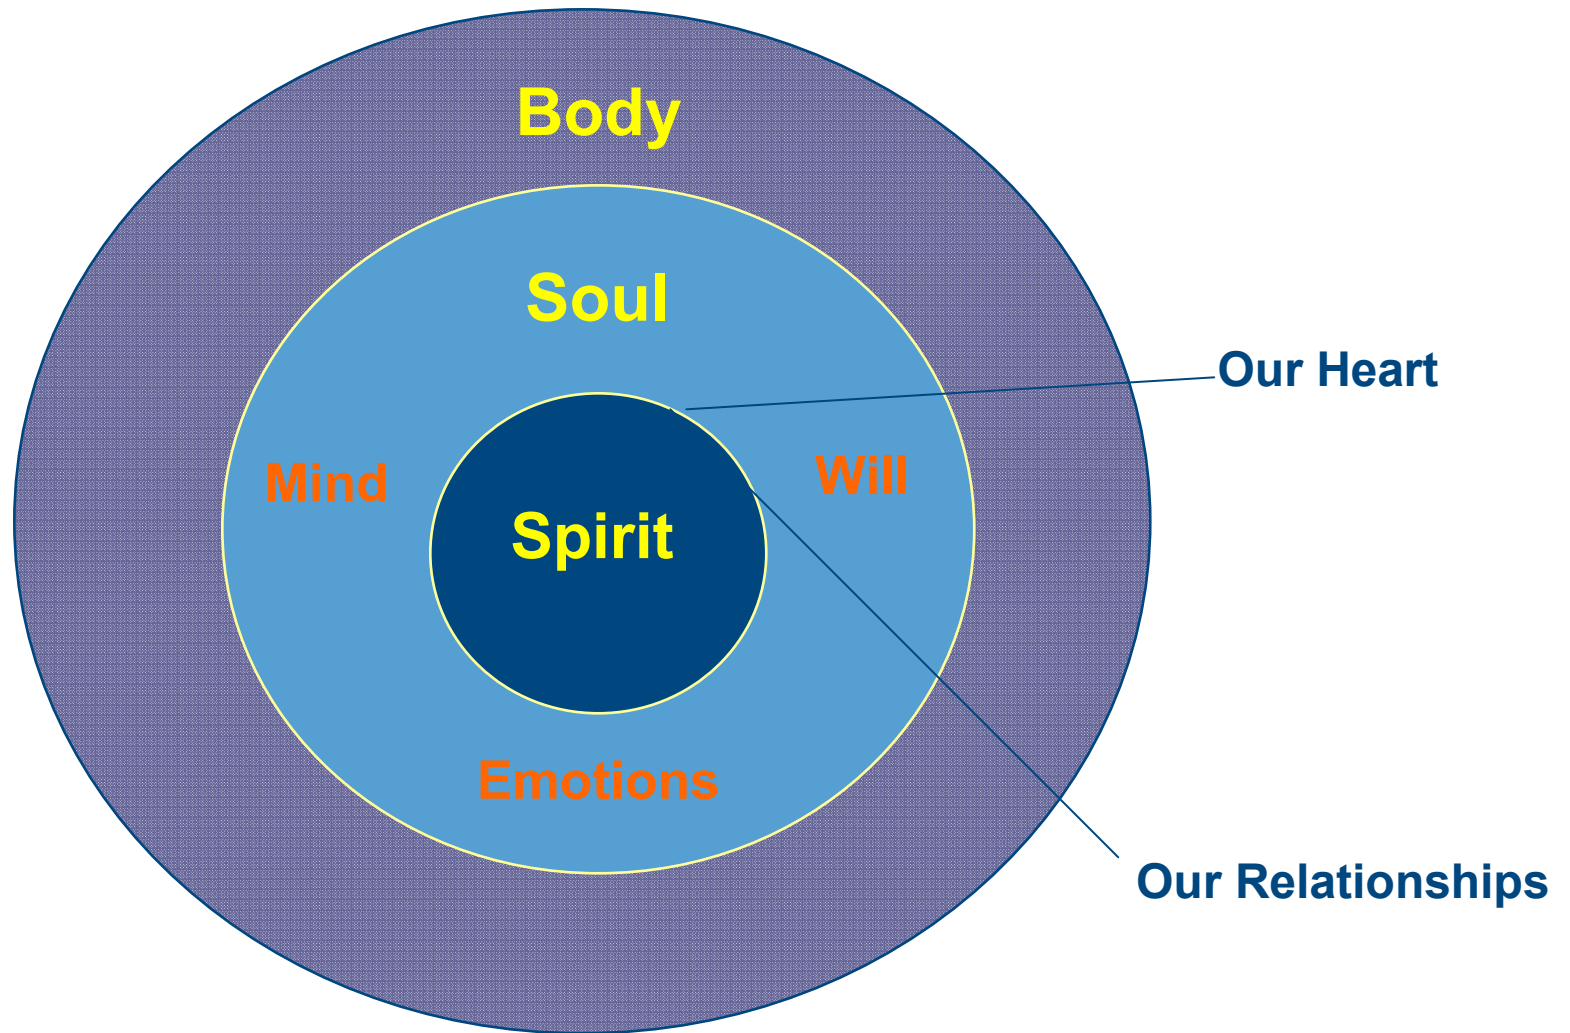 Body
Soul
Our Heart
Mind
Will
Spirit
Emotions
Our Relationships